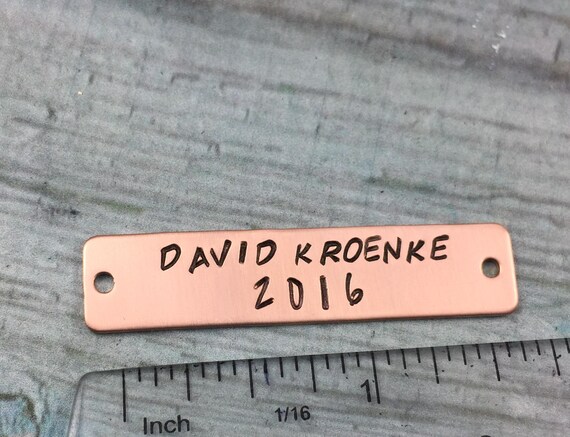 DAVID KROENKE
2016
1
Inch
1/16